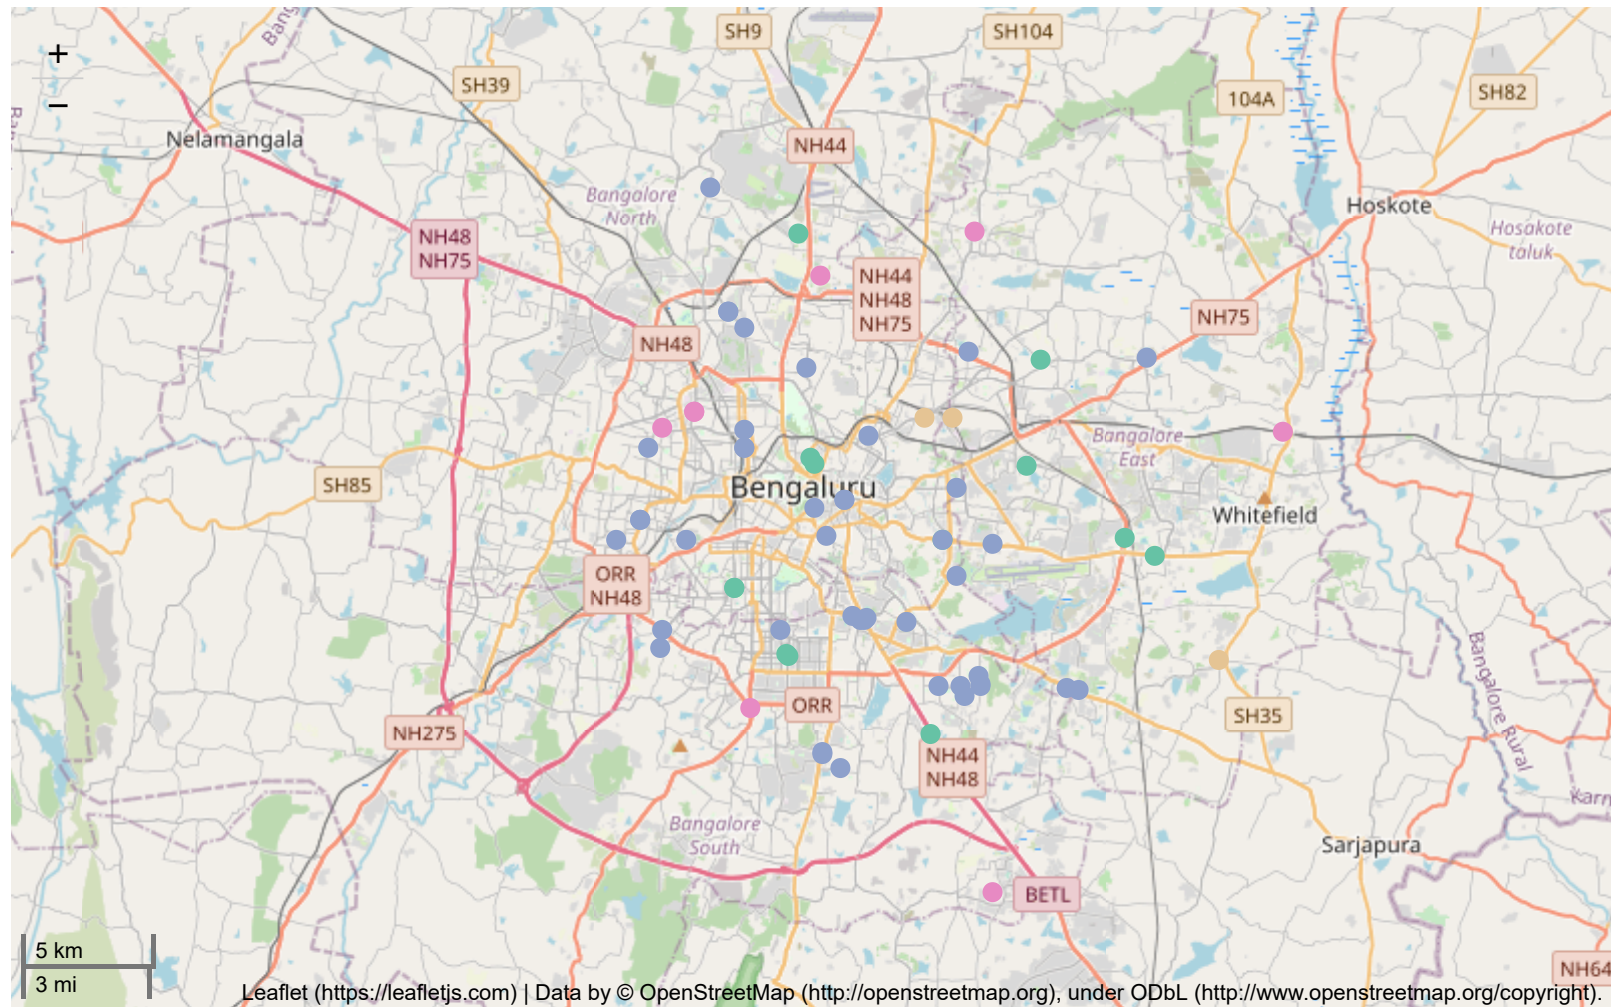 SH9
SH104
+
SH39
104A
SH82
−
Nelamangala
NH44
Bangalore
North
Hoskote
Hosakote
taluk
NH48
NH75
NH44
NH48
NH75
NH75
NH48
Bangalore
East
SH85
Bengaluru
Whitefield
ORR
NH48
ORR
SH35
Bangalore Rural
NH275
NH44
NH48
Karn
Bangalore
South
Sarjapura
BETL
5 km
3 mi
NH64
Leaflet (https://leafletjs.com) | Data by © OpenStreetMap (http://openstreetmap.org), under ODbL (http://www.openstreetmap.org/copyright).